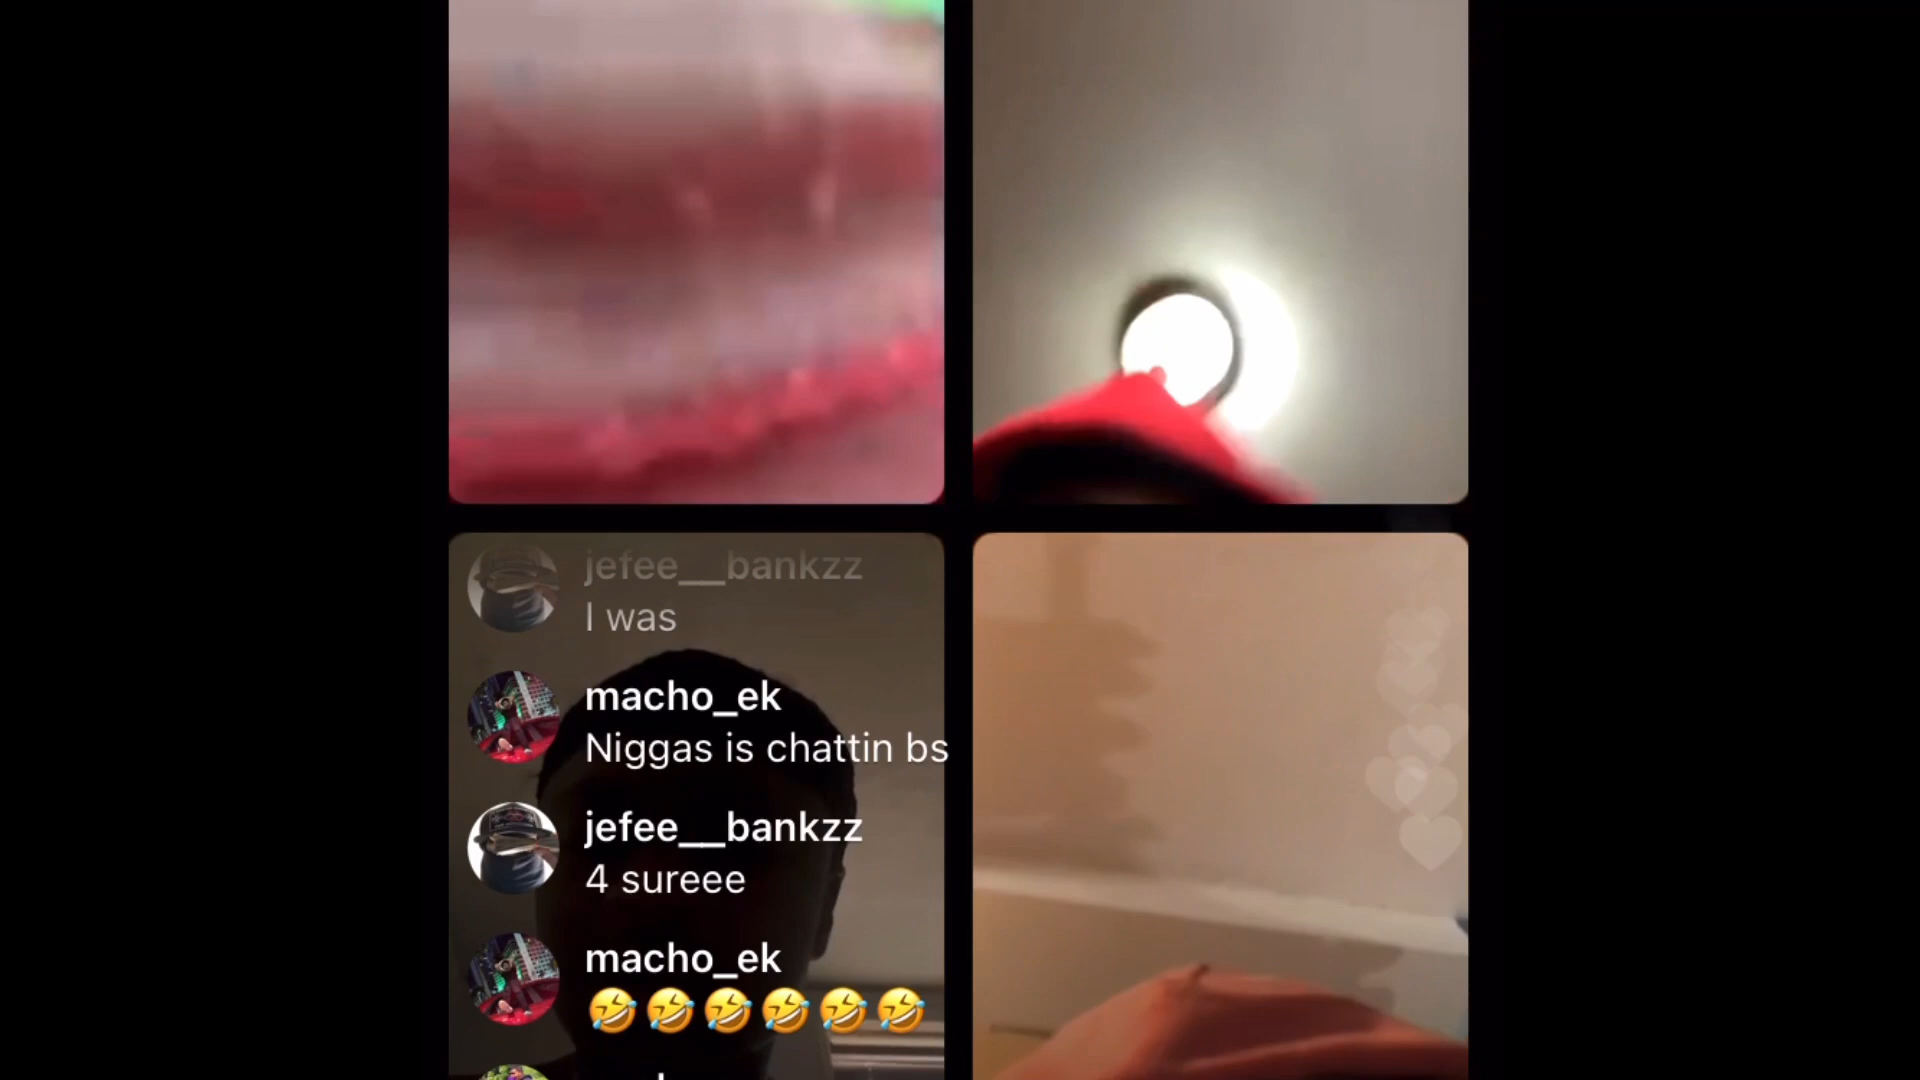 jefee__bankzz
I was
macho_ek
Niggas is chattin bs
jefee__bankzz
4 sureee
macho_ek
🤣🤣🤣🤣🤣🤣